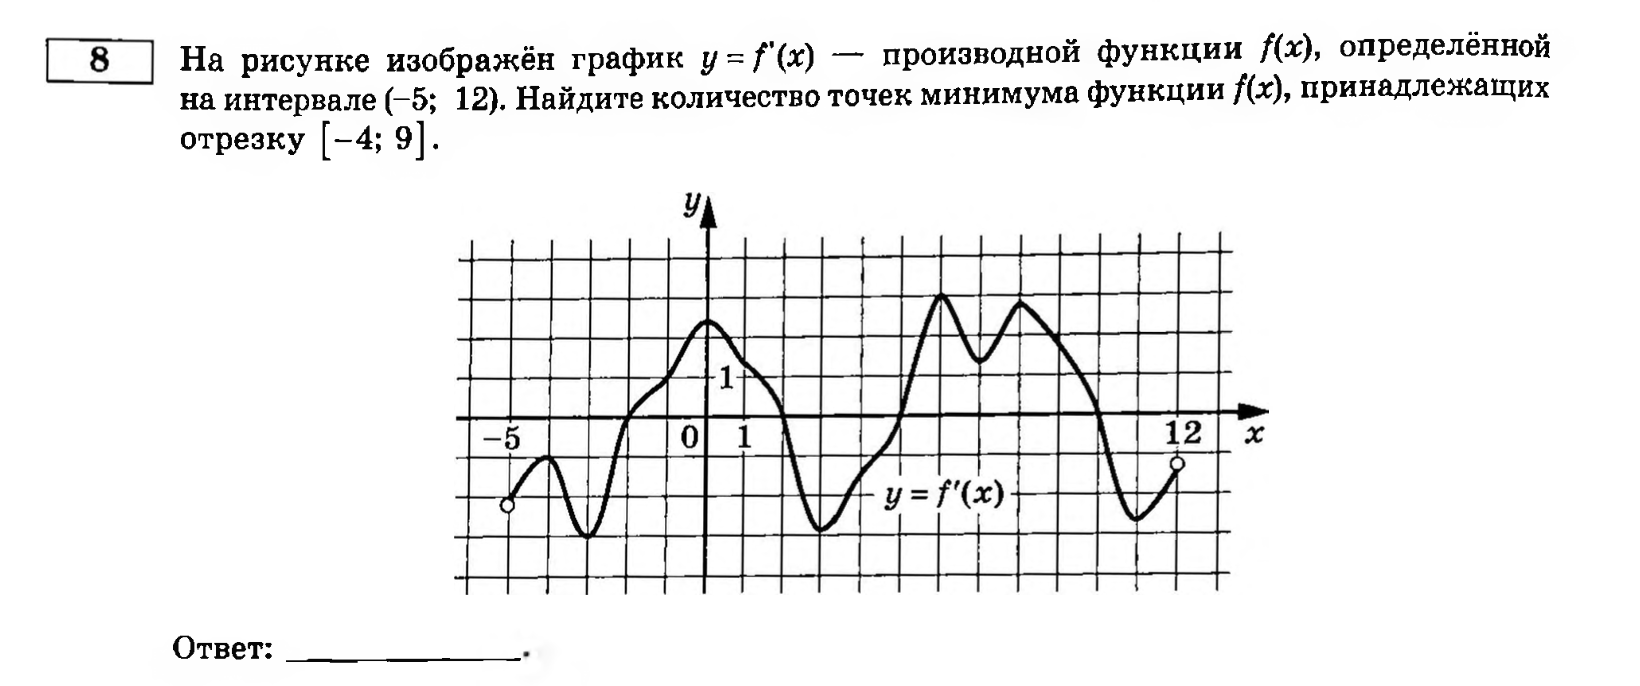 8
На рисунке изображён график y = f'(x) — производной функции f(x), определённой
на интервале (−5; 12). Найдите количество точек минимума функции f(x), принадлежащих
отрезку [−4; 9].
y
1
−5
0
1
12
x
y = f'(x)
Ответ: ______________.